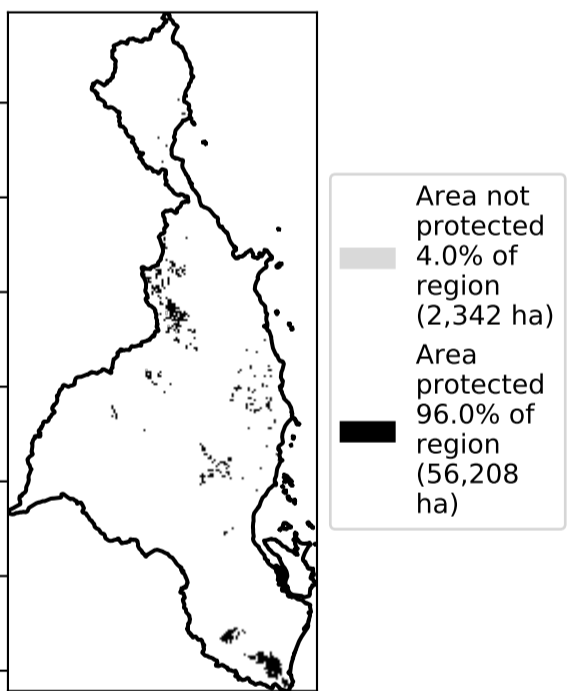 Area not
protected
4.0% of
region
(2,342 ha)
Area
protected
96.0% of
region
(56,208
ha)